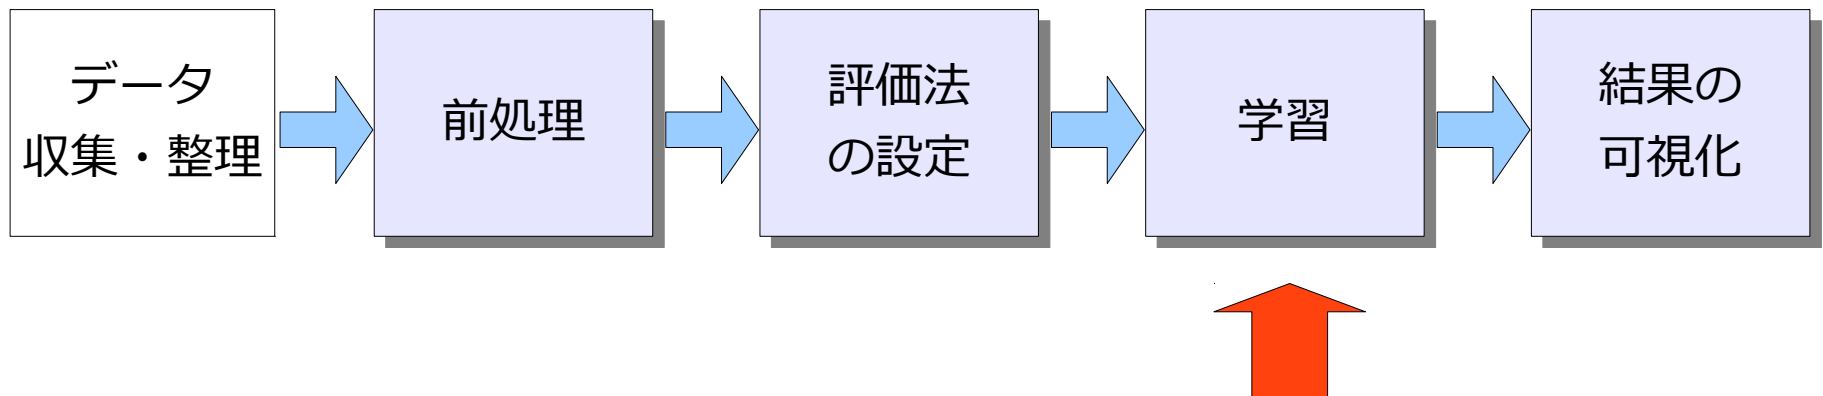 データ
収集・整理
前処理
評価法
の設定
学習
結果の
可視化